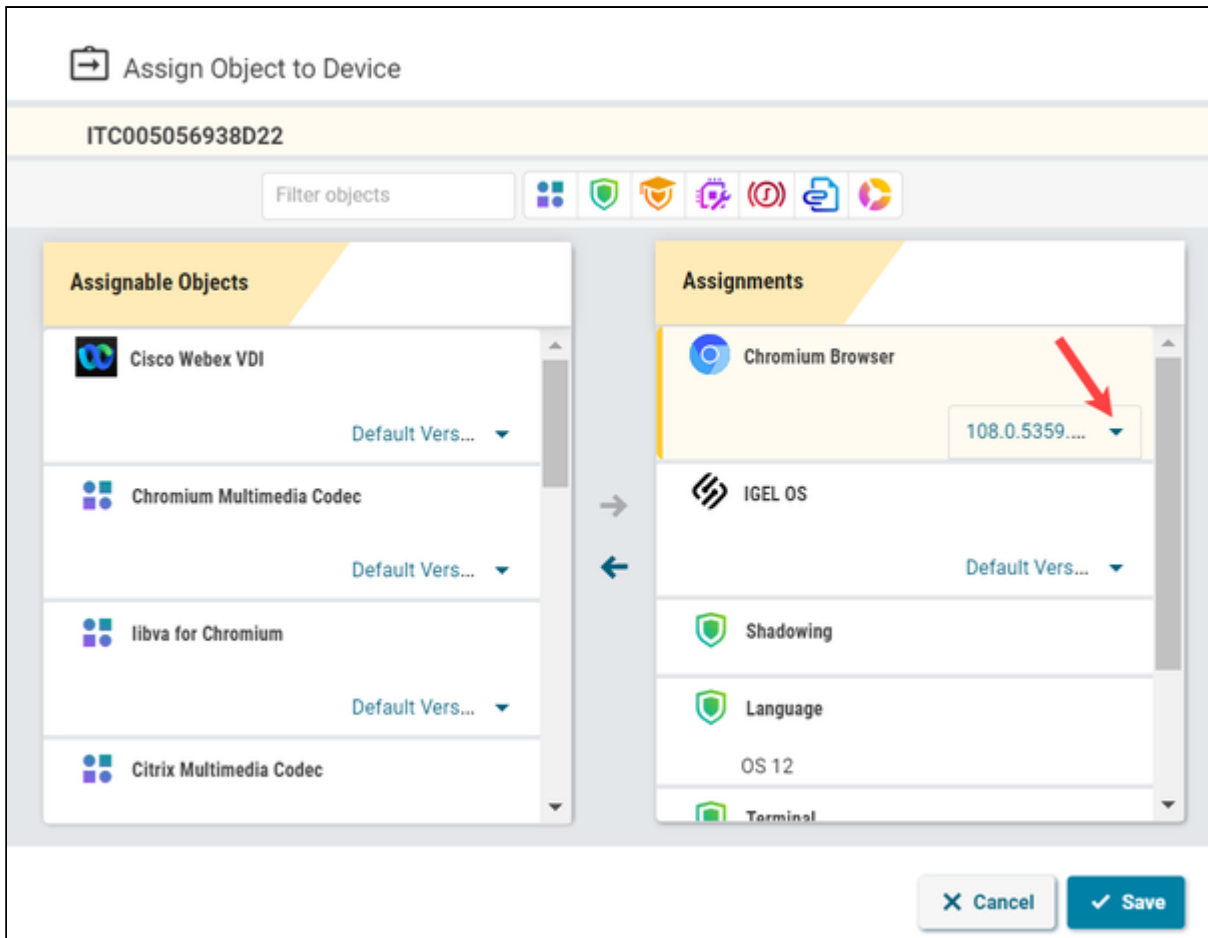 Assign Object to Device
ITC005056938D22
Filter objects
Assignable Objects
Cisco Webex VDI
Default Vers...
Chromium Multimedia Codec
Default Vers...
libva for Chromium
Default Vers...
Citrix Multimedia Codec
Assignments
Chromium Browser
108.0.5359....
IGEL OS
Default Vers...
Shadowing
Language
OS 12
Terminal
Cancel
Save